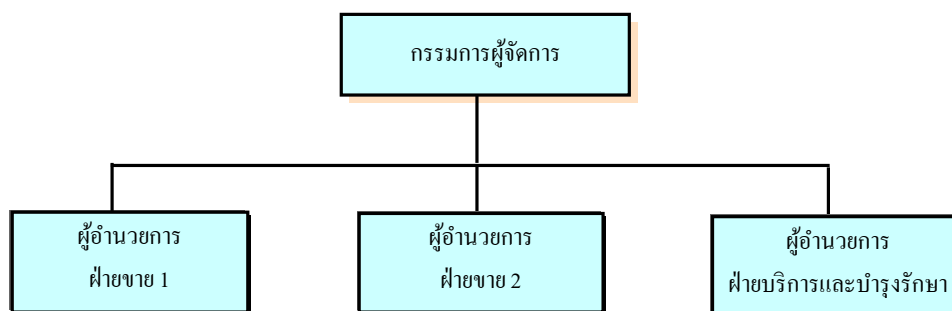 กรรมการผู้จัดการ
ผู้อำนวยการ
ฝ่ายขาย 1
ผู้อำนวยการ
ฝ่ายขาย 2
ผู้อำนวยการ
ฝ่ายบริการและบำรุงรักษา